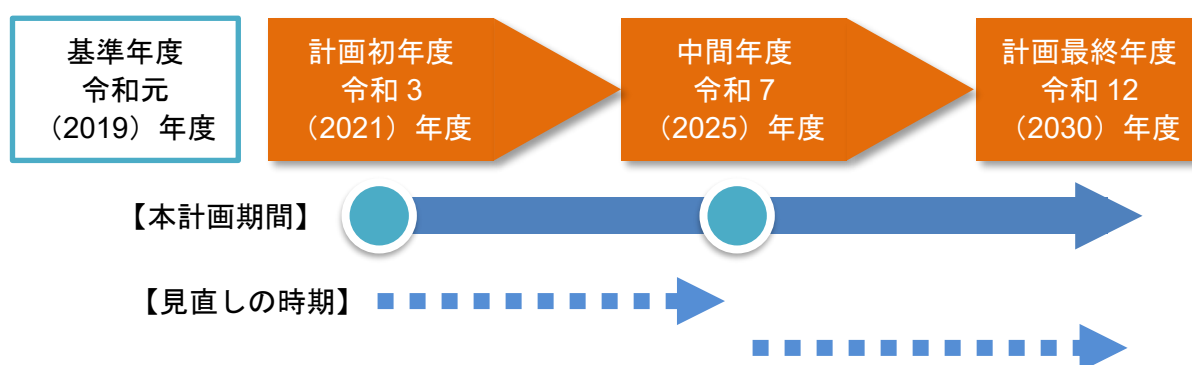 基準年度
令和元
（2019）年度
計画初年度
令和 3
（2021）年度
中間年度
令和 7
（2025）年度
計画最終年度
令和 12
（2030）年度
【本計画期間】
【見直しの時期】